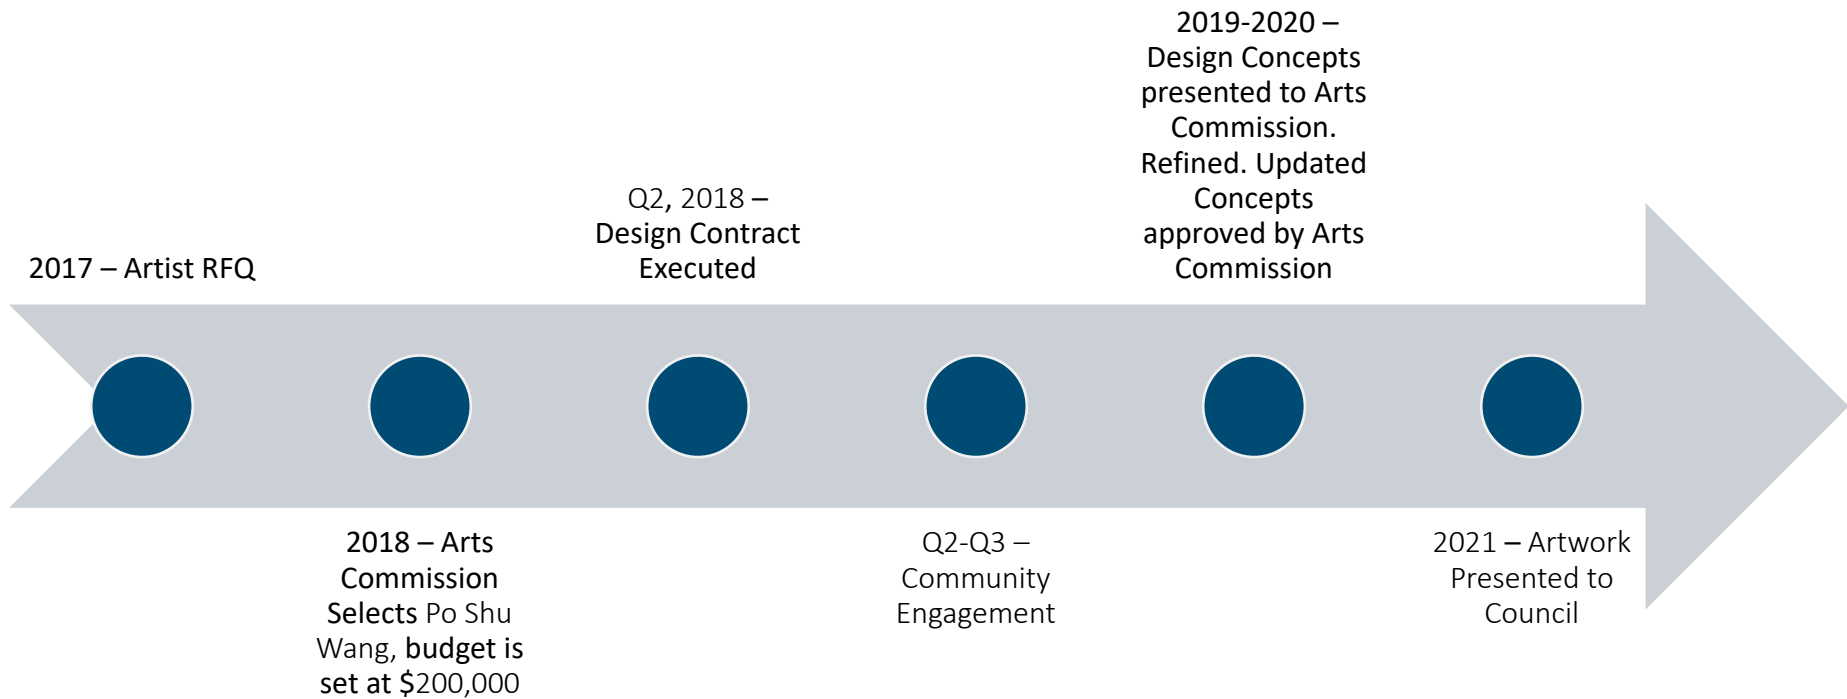 2017 – Artist RFQ
2018 – Arts
Commission
Selects Po Shu
Wang, budget is
set at $200,000
Q2, 2018 –
Design Contract
Executed
Q2-Q3 –
Community
Engagement
2019-2020 –
Design Concepts
presented to Arts
Commission.
Refined. Updated
Concepts
approved by Arts
Commission
2021 – Artwork
Presented to
Council